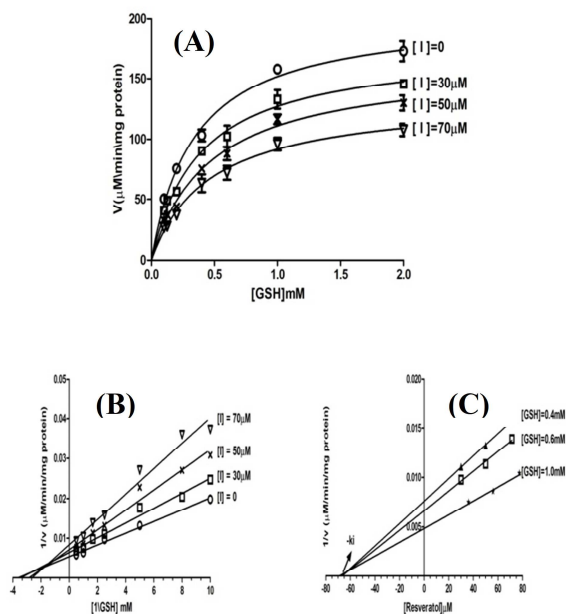 (A)
200
150
100
50
0
V(µM\min\mg protein)
[ I ]=0
[ I ]=30µM
[ I ]=50µM
[ I ]=70µM
0.0 0.5 1.0 1.5 2.0
[GSH]mM
(B)
0.05
0.04
0.03
0.02
0.01
1/v (µM/min/mg protein)
[I] = 70µM
[I] = 50µM
[I] = 30µM
[I] = 0
-4 -2 0 2 4 6 8 10
[1\GSH] mM
(C)
0.020
0.015
0.010
0.005
1/v (µM/min/mg protein)
[GSH]=0.4mM
[GSH]=0.6mM
[GSH]=1.0mM
-ki
-80 -60 -40 -20 0 20 40 60 80
[Resveratol]µM